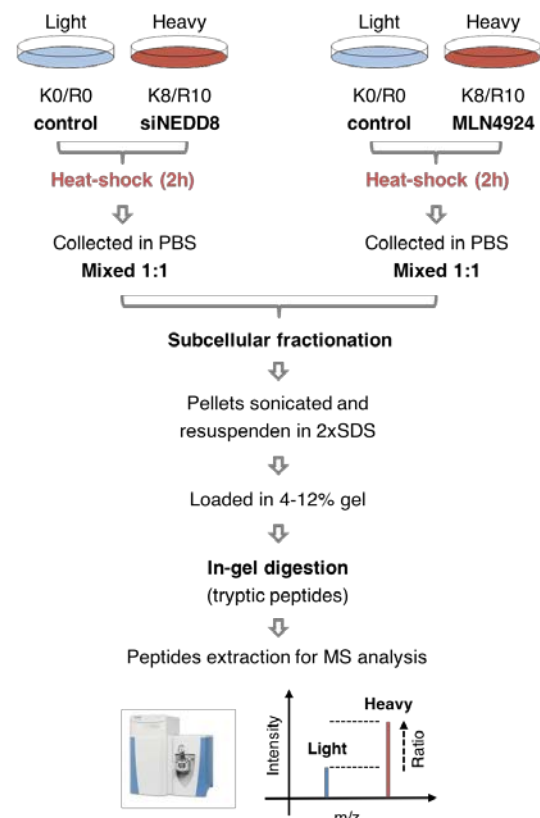 Light Heavy Light Heavy
K0/R0 K8/R10 K0/R0 K8/R10
control siNEDD8 control MLN4924
Heat-shock (2h) Heat-shock (2h)
Collected in PBS Collected in PBS
Mixed 1:1 Mixed 1:1
Subcellular fractionation
Pellets sonicated and
resuspenden in 2xSDS
Loaded in 4-12% gel
In-gel digestion
(tryptic peptides)
Peptides extraction for MS analysis
Heavy
Light
Intensity
Ratio
m/z